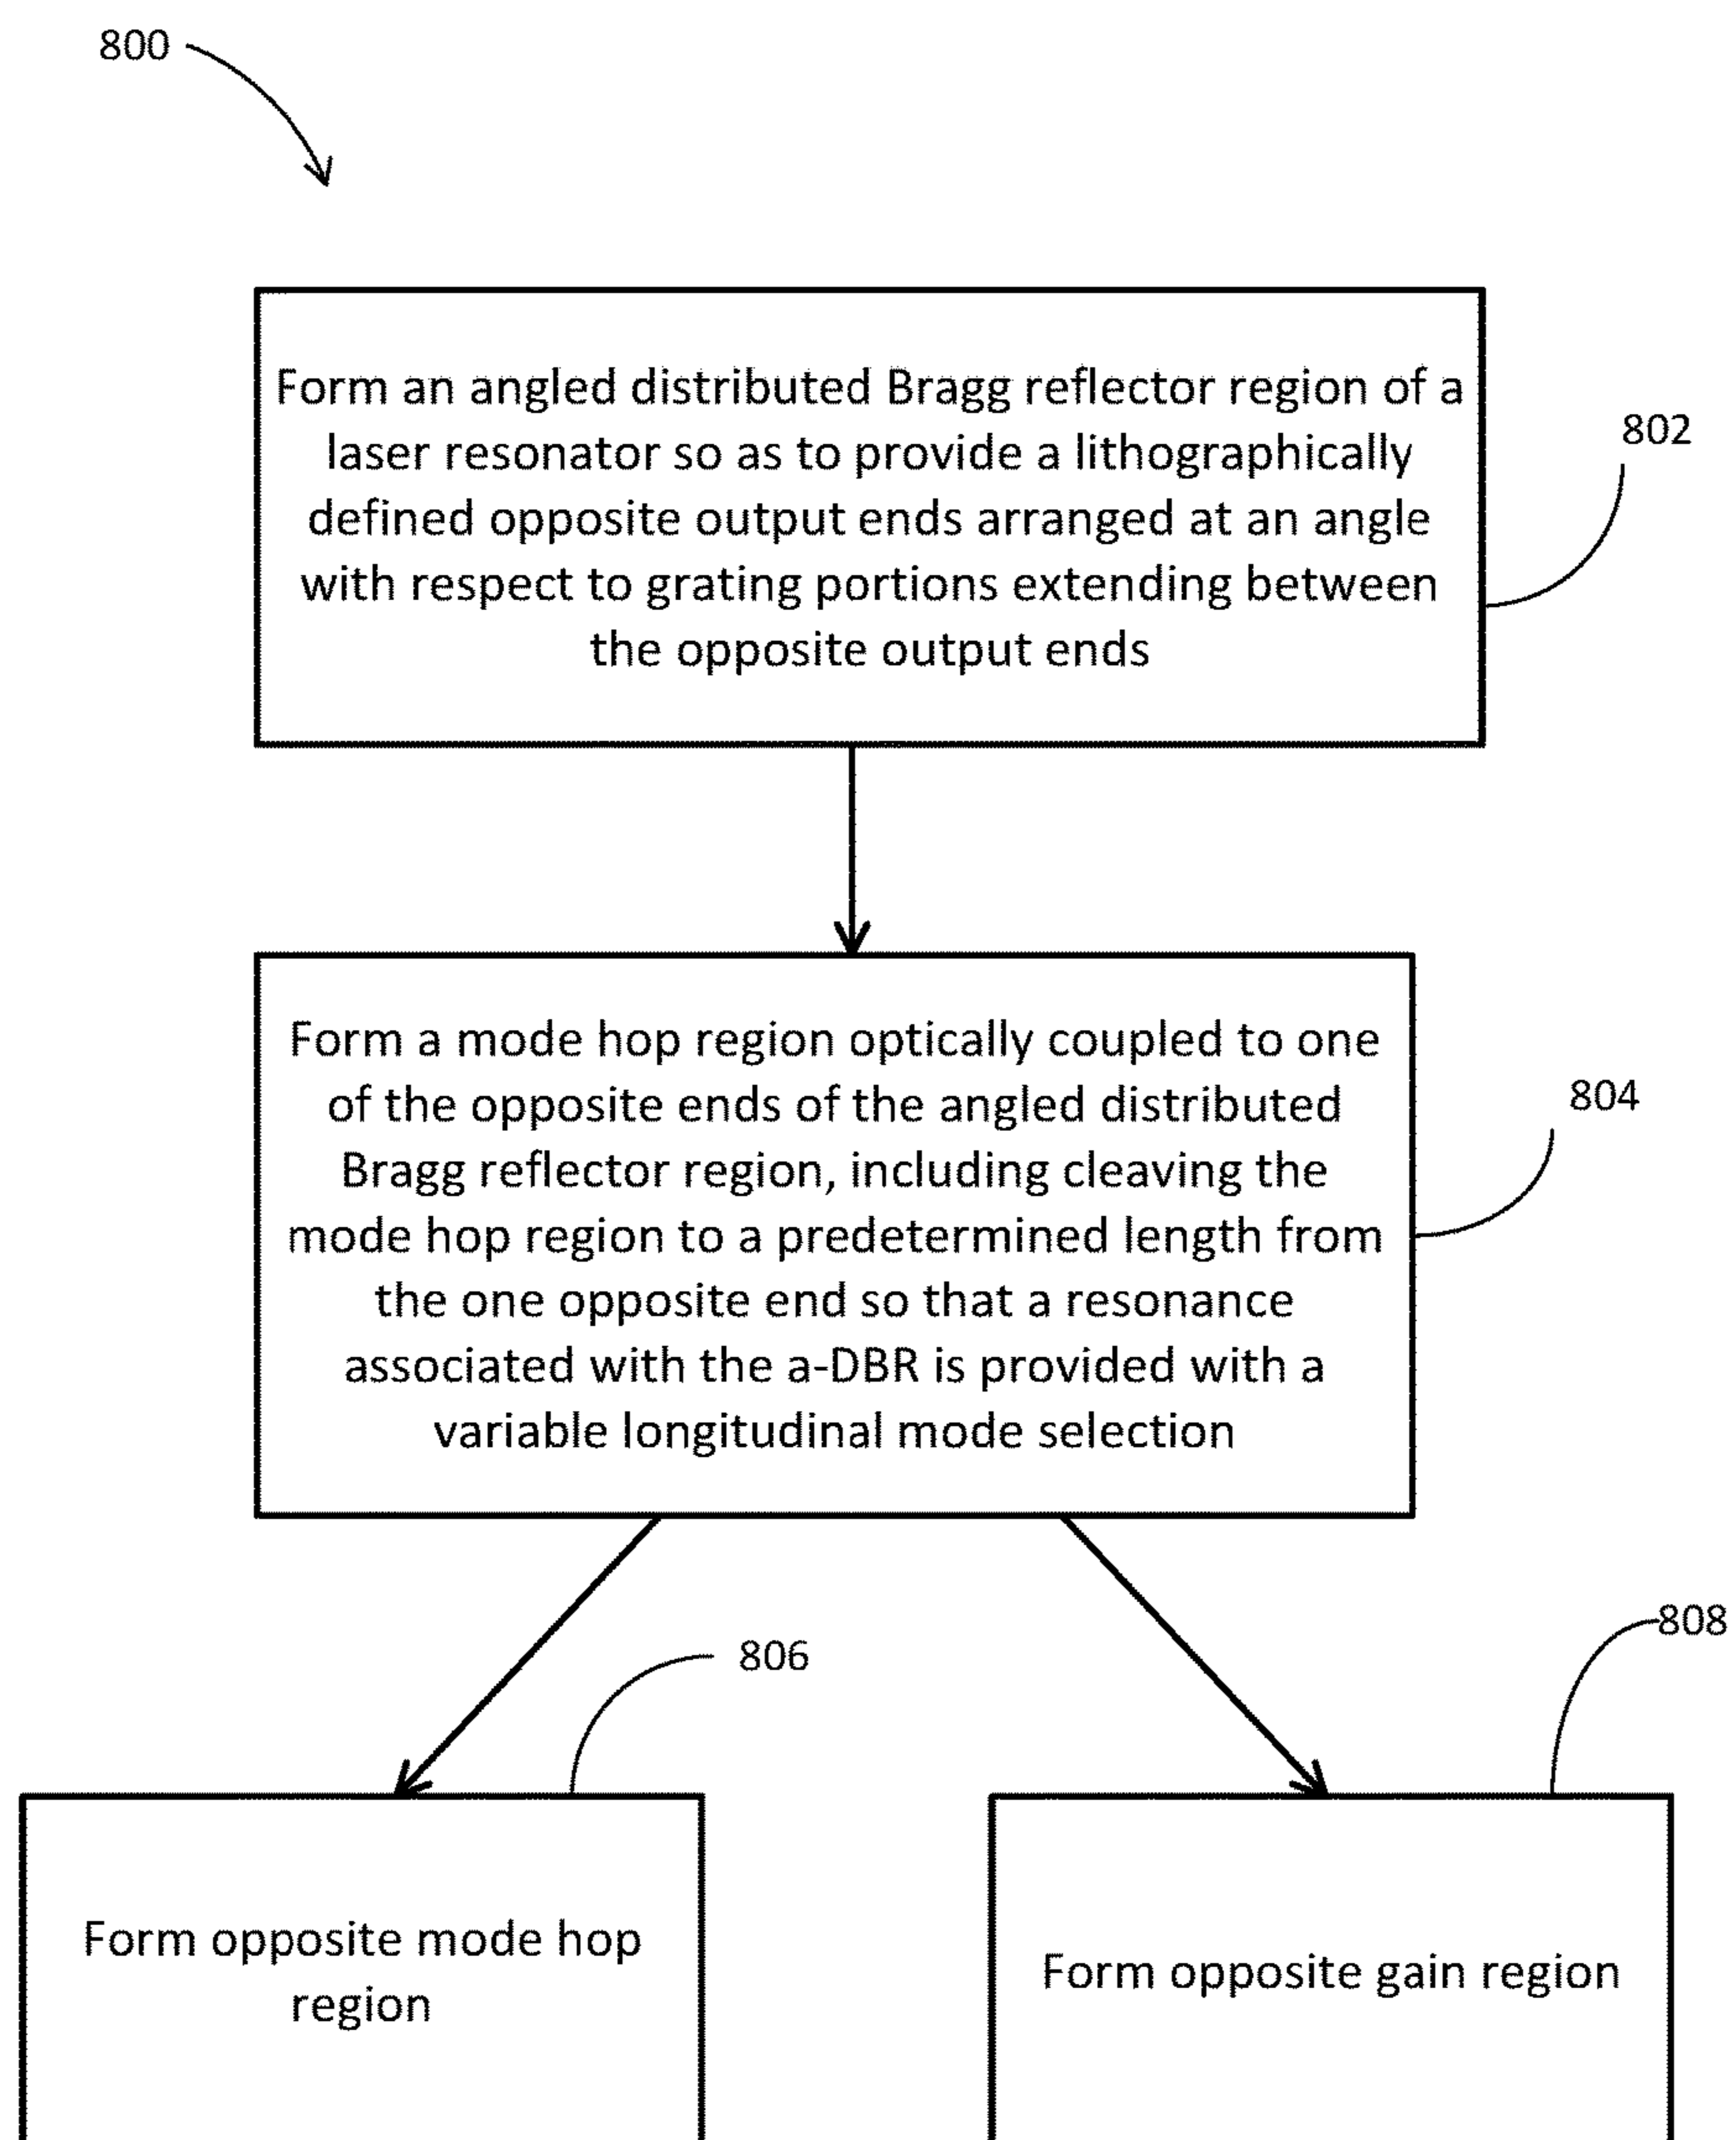 800
Form an angled distributed Bragg reflector region of a
laser resonator so as to provide a lithographically
defined opposite output ends arranged at an angle
with respect to grating portions extending between
the opposite output ends
802
Form a mode hop region optically coupled to one
of the opposite ends of the angled distributed
Bragg reflector region, including cleaving the
mode hop region to a predetermined length from
the one opposite end so that a resonance
associated with the a-DBR is provided with a
variable longitudinal mode selection
804
806
808
Form opposite mode hop
region
Form opposite gain region